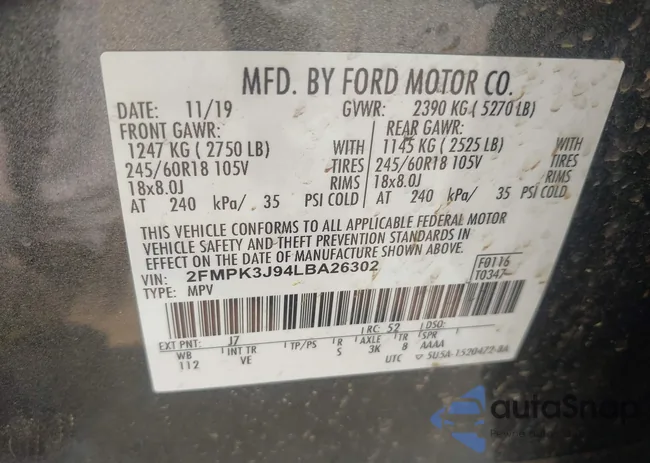 MFD. BY FORD MOTOR CO.
DATE: 11/19 GVWR: 2390 KG ( 5270 LB)
FRONT GAWR: REAR GAWR:
1247 KG ( 2750 LB) WITH 1145 KG ( 2525 LB) WITH
245/60R18 105V TIRES 245/60R18 105V TIRES
18x8.0J RIMS 18x8.0J RIMS
AT 240 kPa/ 35 PSI COLD AT 240 kPa/ 35 PSI COLD
THIS VEHICLE CONFORMS TO ALL APPLICABLE FEDERAL MOTOR
VEHICLE SAFETY AND THEFT PREVENTION STANDARDS IN
EFFECT ON THE DATE OF MANUFACTURE SHOWN ABOVE.
VIN: 2FMPK3J94LBA26302 F0116
TYPE: MPV T0347
EXT PNT: J7 RC: 52 DSO:
WB INT TR TP/PS R AXLE TR SPR
112 VE S 3K B AAAA
UTC 5U5A-1520472-BA
autoSnap